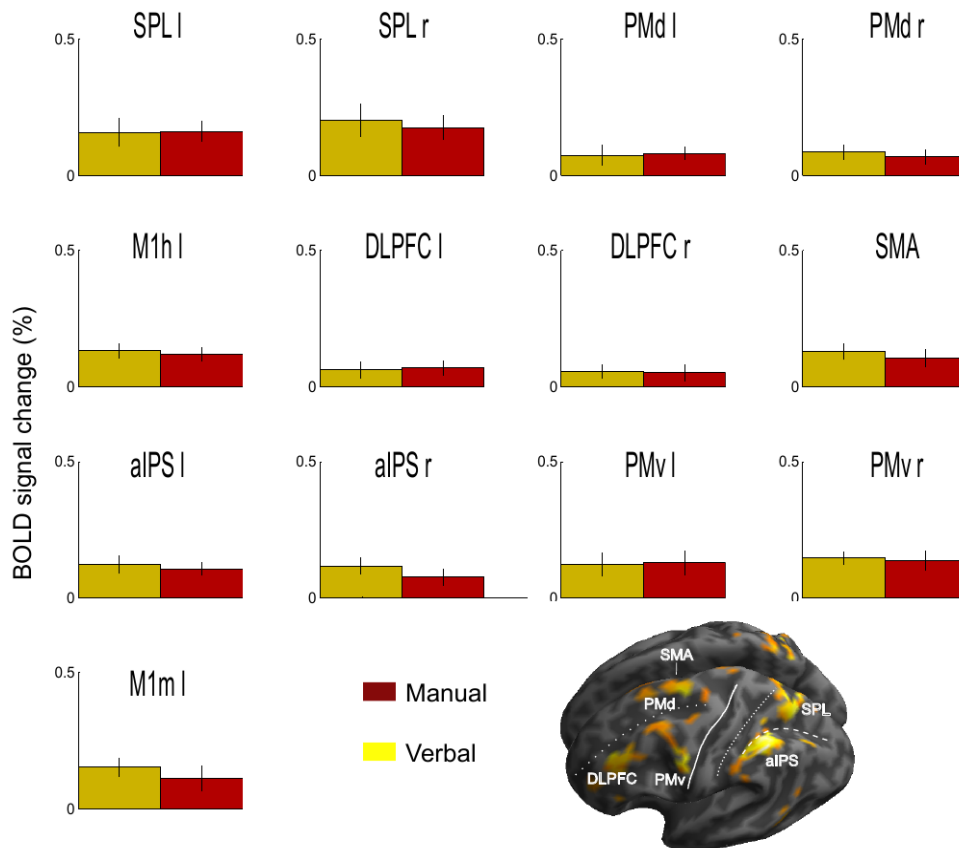 SPL l
SPL r
PMd l
PMd r
0.5
0.5
0.5
0.5
0
0
0
0
M1h l
DLPFC l
DLPFC r
SMA
0.5
0.5
0.5
0.5
0
0
0
0
aIPS l
aIPS r
PMv l
PMv r
0.5
0.5
0.5
0.5
0
0
0
0
BOLD signal change (%)
M1m l
0.5
0
Manual
Verbal
SMA
PMd
SPL
aIPS
DLPFC
PMv